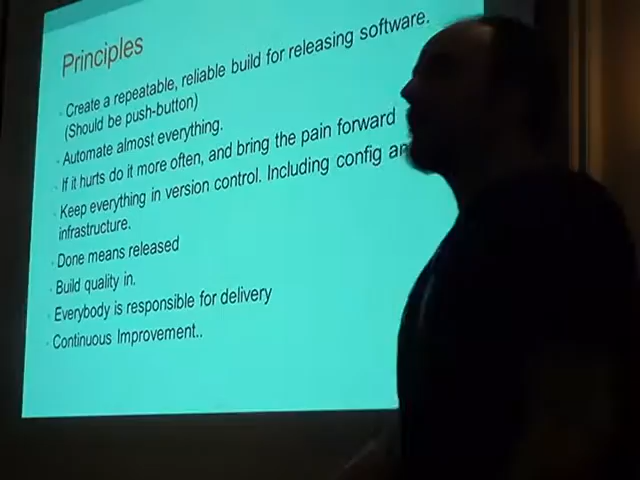 Principles
Create a repeatable, reliable build for releasing software.
(Should be push-button)
Automate almost everything.
If it hurts do it more often, and bring the pain forward
Keep everything in version control. Including config
infrastructure.
Done means released
Build quality in.
Everybody is responsible for delivery
Continuous Improvement..